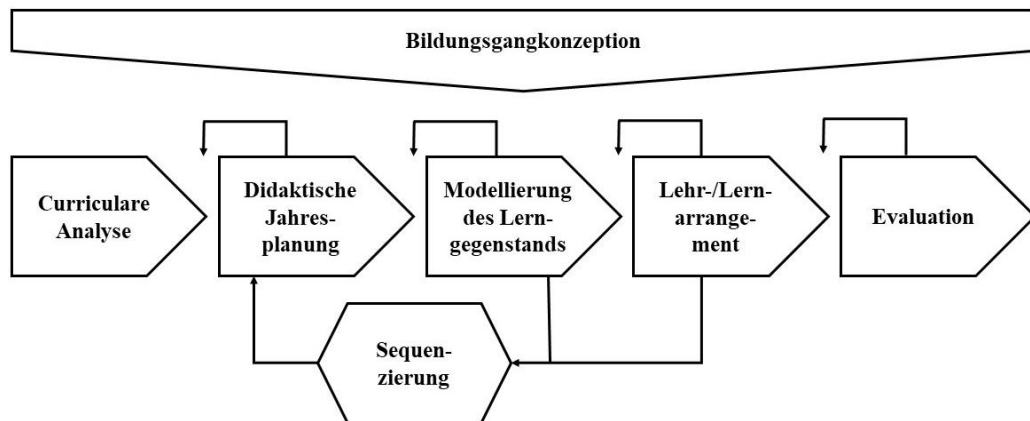 Bildungsgangkonzeption
Curriculare
Analyse
Didaktische
Jahres-
planung
Modellierung
des Lern-
gegenstands
Lehr-/Lern-
arrange-
ment
Evaluation
Sequen-
zierung